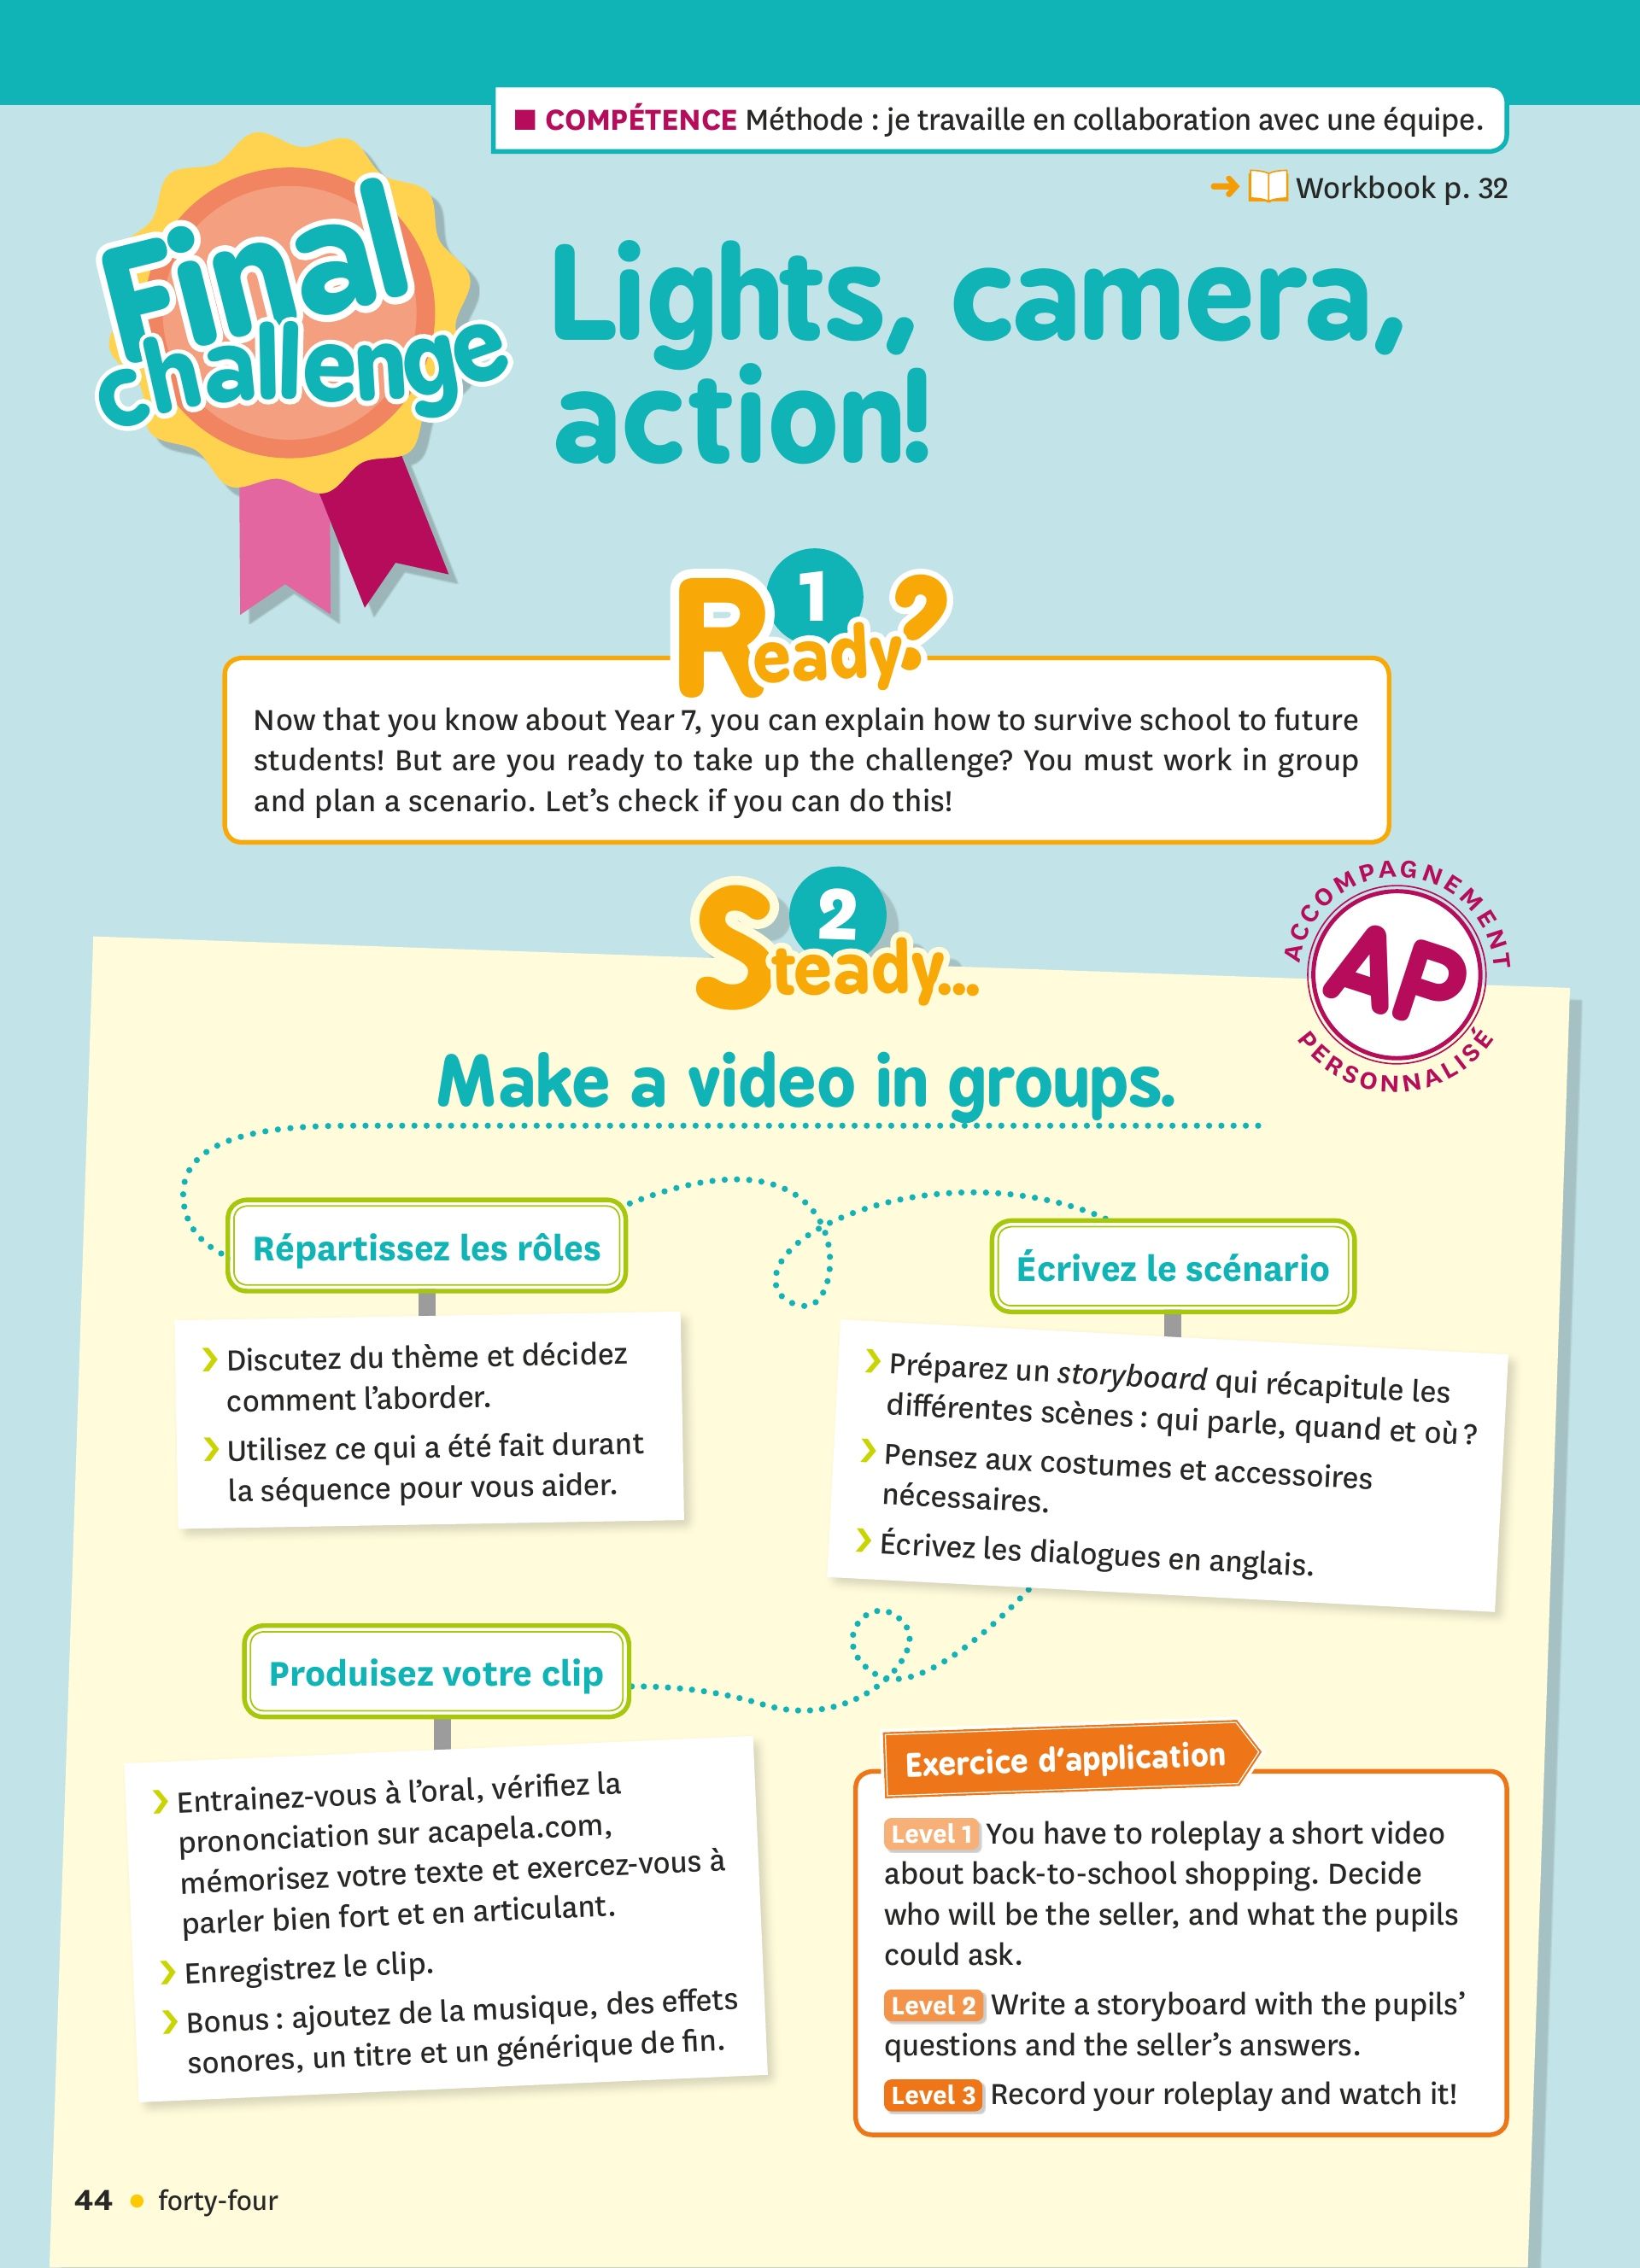 ■ COMPÉTENCE Méthode : je travaille en collaboration avec une équipe.
➜ Workbook p. 32
Final
challenge
Lights, camera,
action!
1
Ready?
Now that you know about Year 7, you can explain how to survive school to future
students! But are you ready to take up the challenge? You must work in group
and plan a scenario. Let's check if you can do this!
2
Steady...
ACCOMPAGNEMENT
AP
PERSONNALISÉ
Make a video in groups.
Répartissez les rôles
› Discutez du thème et décidez
comment l'aborder.
› Utilisez ce qui a été fait durant
la séquence pour vous aider.
Écrivez le scénario
› Préparez un storyboard qui récapitule les
différentes scènes : qui parle, quand et où ?
› Pensez aux costumes et accessoires
nécessaires.
› Écrivez les dialogues en anglais.
Produisez votre clip
› Entrainez-vous à l'oral, vérifiez la
prononciation sur acapela.com,
mémorisez votre texte et exercez-vous à
parler bien fort et en articulant.
› Enregistrez le clip.
› Bonus : ajoutez de la musique, des effets
sonores, un titre et un générique de fin.
Exercice d'application
Level 1 You have to roleplay a short video
about back-to-school shopping. Decide
who will be the seller, and what the pupils
could ask.
Level 2 Write a storyboard with the pupils'
questions and the seller's answers.
Level 3 Record your roleplay and watch it!
44 • forty-four